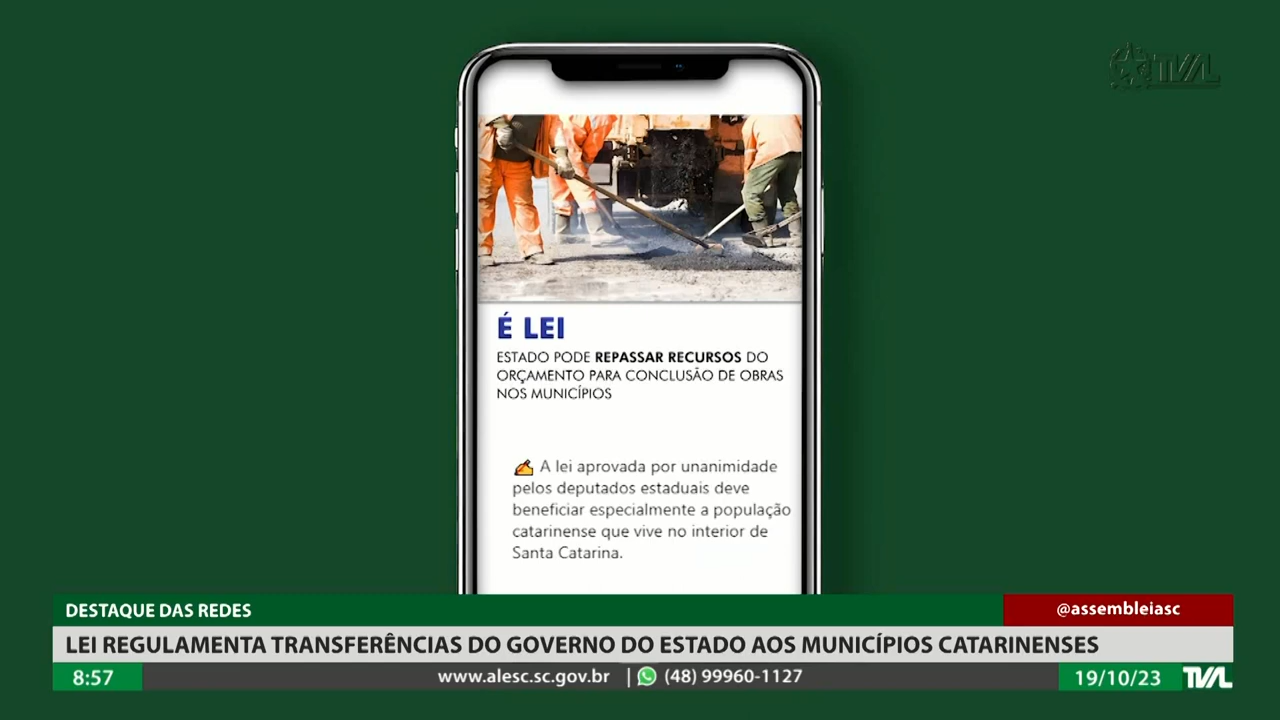 TVAL
É LEI
ESTADO PODE REPASSAR RECURSOS DO
ORÇAMENTO PARA CONCLUSÃO DE OBRAS
NOS MUNICÍPIOS
✍ A lei aprovada por unanimidade
pelos deputados estaduais deve
beneficiar especialmente a população
catarinense que vive no interior de
Santa Catarina.
DESTAQUE DAS REDES
@assembleiasc
LEI REGULAMENTA TRANSFERÊNCIAS DO GOVERNO DO ESTADO AOS MUNICÍPIOS CATARINENSES
8:57
www.alesc.sc.gov.br | (48) 99960-1127
19/10/23
TVAL